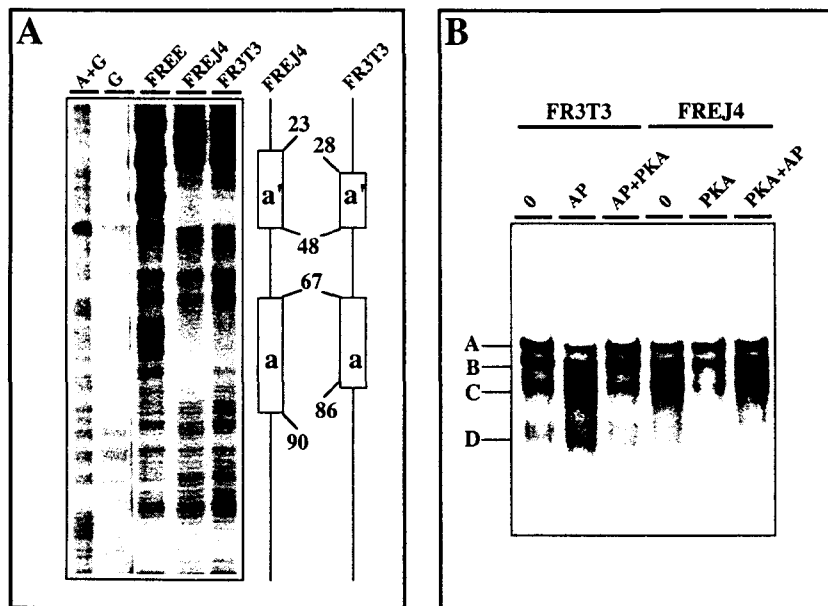 A
B
A+G
G
FREE
FREJ4
FR3T3
FREJ4
FR3T3
23
28
a'
a'
48
67
a
a
86
90
FR3T3
FREJ4
0
AP
AP+PKA
0
PKA
PKA+AP
A
B
C
D